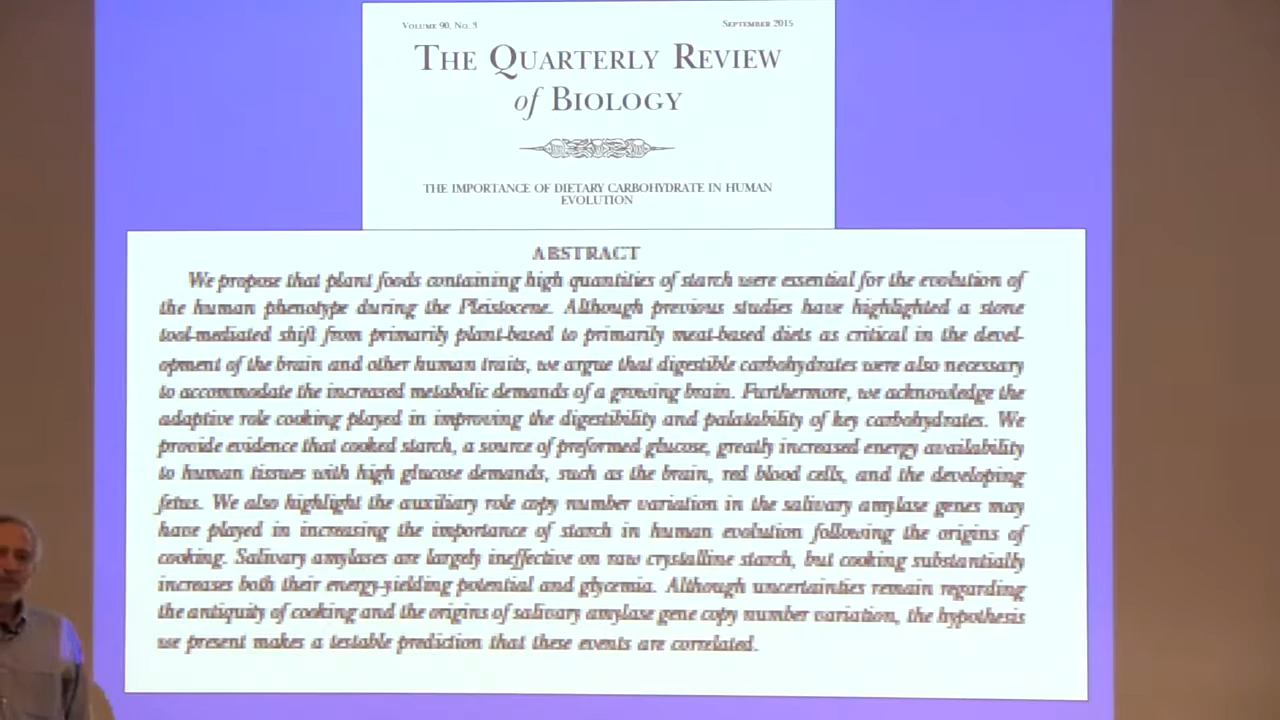 VOLUME 90, NO. 3
SEPTEMBER 2015
THE QUARTERLY REVIEW
of BIOLOGY
THE IMPORTANCE OF DIETARY CARBOHYDRATE IN HUMAN
EVOLUTION
ABSTRACT
We propose that plant foods containing high quantities of starch were essential for the evolution of
the human phenotype during the Pleistocene. Although previous studies have highlighted a stone
tool-mediated shift from primarily plant-based to primarily meat-based diets as critical in the devel-
opment of the brain and other human traits, we argue that digestible carbohydrates were also necessary
to accommodate the increased metabolic demands of a growing brain. Furthermore, we acknowledge the
adaptive role cooking played in improving the digestibility and palatability of key carbohydrates. We
provide evidence that cooked starch, a source of preformed glucose, greatly increased energy availability
to human tissues with high glucose demands, such as the brain, red blood cells, and the developing
fetus. We also highlight the auxiliary role copy number variation in the salivary amylase genes may
have played in increasing the importance of starch in human evolution following the origins of
cooking. Salivary amylases are largely ineffective on raw crystalline starch, but cooking substantially
increases both their energy-yielding potential and glycemia. Although uncertainties remain regarding
the antiquity of cooking and the origins of salivary amylase gene copy number variation, the hypothesis
we present makes a testable prediction that these events are correlated.